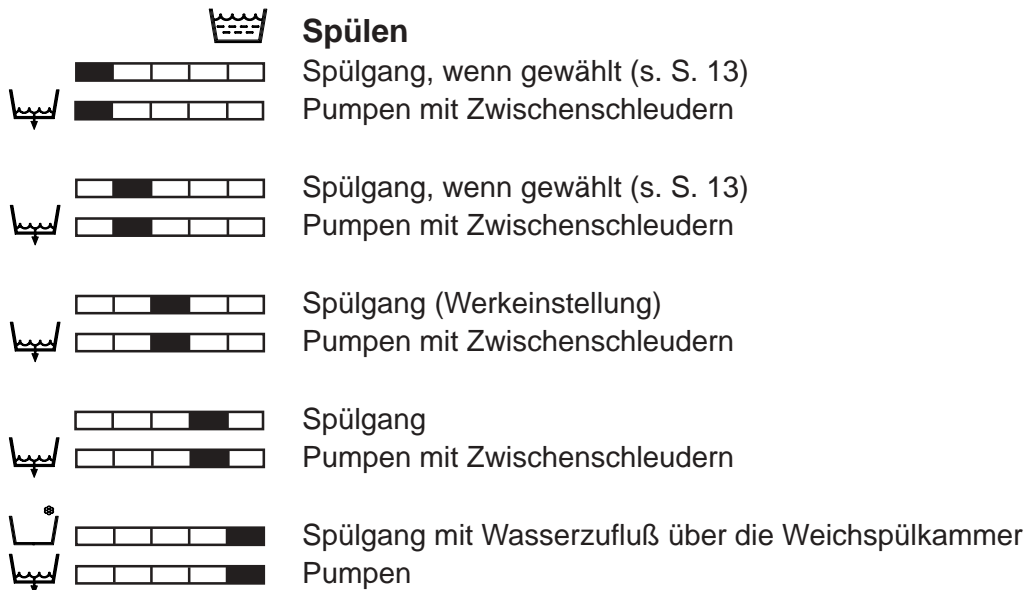 Spülen
Spülgang, wenn gewählt (s. S. 13)
Pumpen mit Zwischenschleudern
Spülgang, wenn gewählt (s. S. 13)
Pumpen mit Zwischenschleudern
Spülgang (Werkeinstellung)
Pumpen mit Zwischenschleudern
Spülgang
Pumpen mit Zwischenschleudern
Spülgang mit Wasserzufluß über die Weichspülkammer
Pumpen